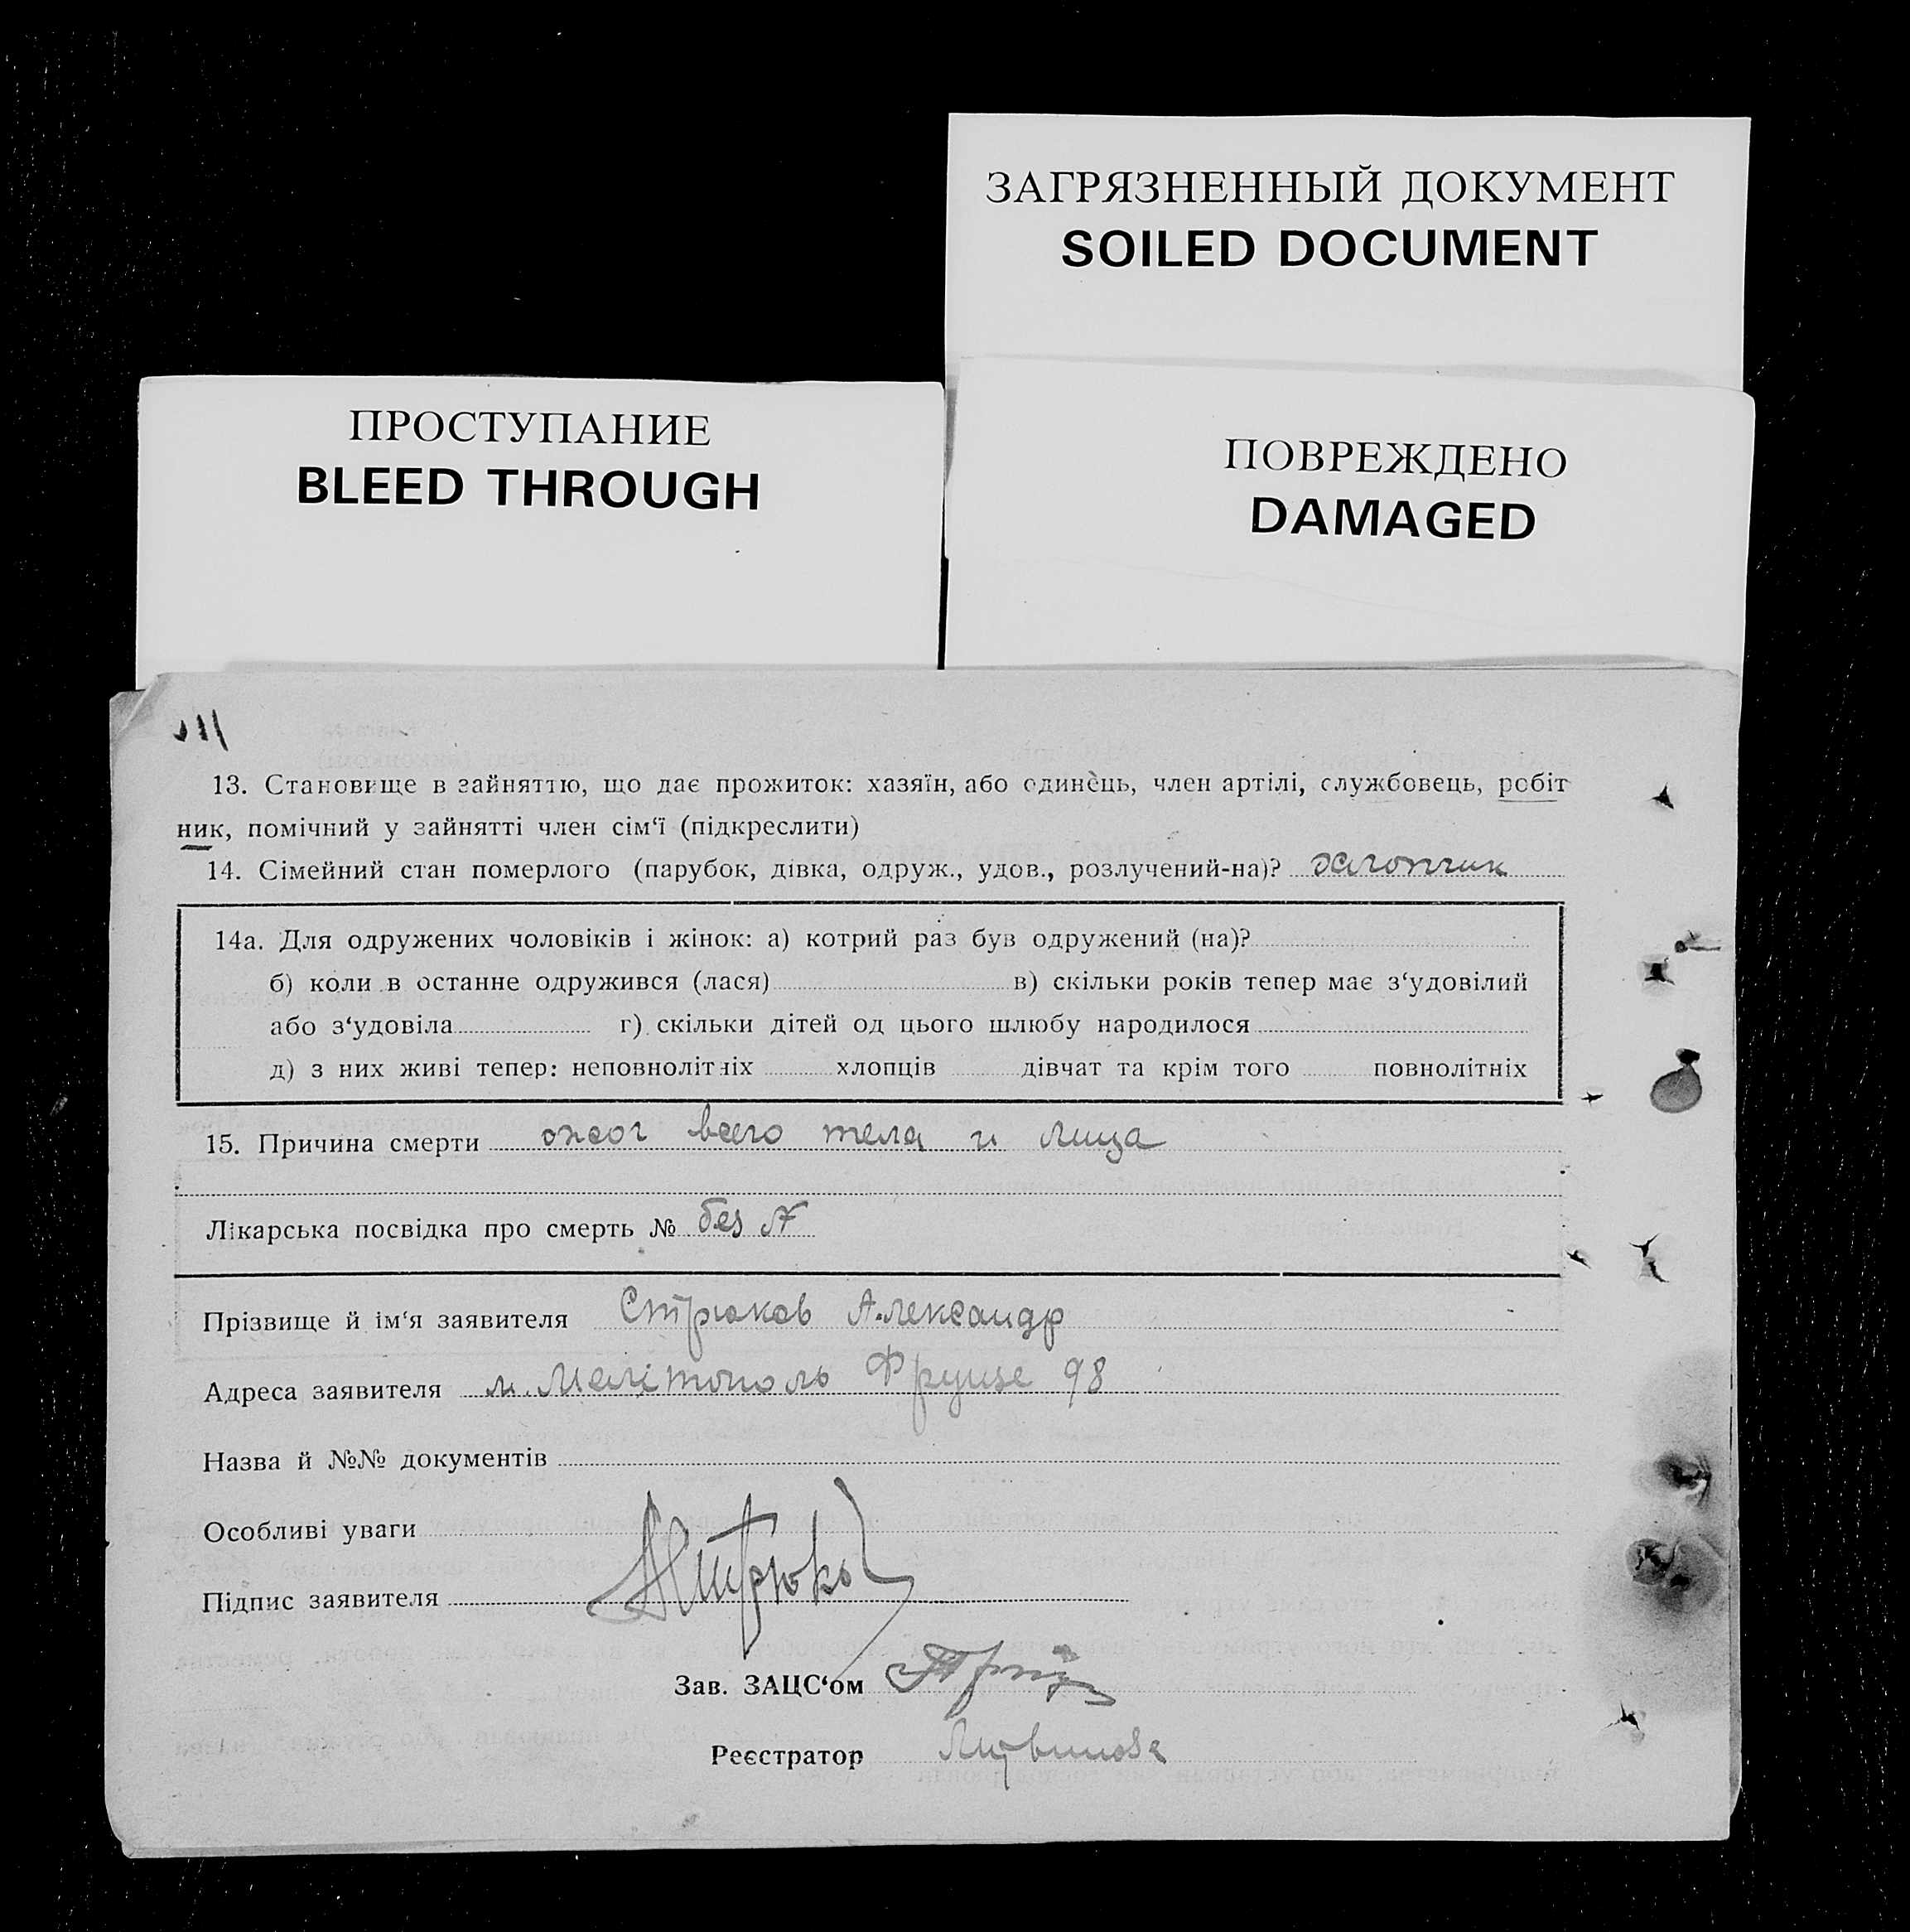 ЗАГРЯЗНЕННЫЙ ДОКУМЕНТ
SOILED DOCUMENT
ПРОСТУПАНИЕ
BLEED THROUGH
ПОВРЕЖДЕНО
DAMAGED
13. Становище в зайняттю, що дає прожиток: хазяїн, або одинець, член артілі, службовець, робіт
ник, помічний у зайнятті член сім‘ї (підкреслити)
14. Сімейний стан померлого (парубок, дівка, одруж., удов., розлучений-на)? хлопчик
14а. Для одружених чоловіків і жінок: а) котрий раз був одружений (на)?
б) коли в останне одружився (лася) в) скільки років тепер має з‘удовілий
або з‘удовіла г) скільки дітей од цього шлюбу народилося
д) з них живі тепер: неповнолітніх хлопців дівчат та крім того повнолітніх
15. Причина смерти ожог всего тела и лица
Лікарська посвідка про смерть № без №
Прізвище й ім‘я заявителя Стрюков Александр
Адреса заявителя м. Мелітополь Фрунзе 98
Назва й №№ документів
Особливі уваги
Підпис заявителя АСтрюков
Зав. ЗАЦС‘ом
Реєстратор Литвинова